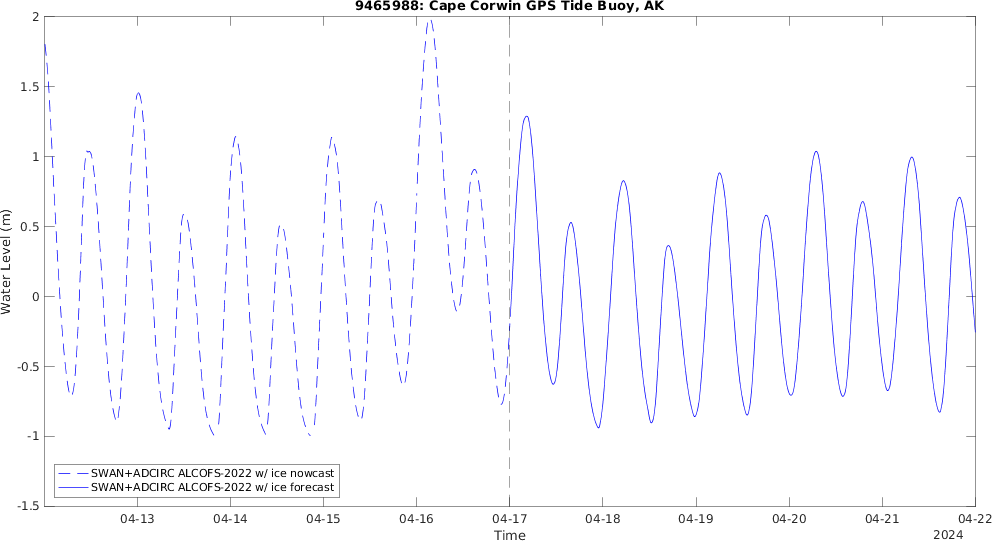 9465988: Cape Corwin GPS Tide Buoy, AK
2
1.5
1
0.5
0
-0.5
-1
-1.5
Water Level (m)
SWAN+ADCIRC ALCOFS-2022 w/ ice nowcast
SWAN+ADCIRC ALCOFS-2022 w/ ice forecast
04-13 04-14 04-15 04-16 04-17 04-18 04-19 04-20 04-21 04-22
Time
2024